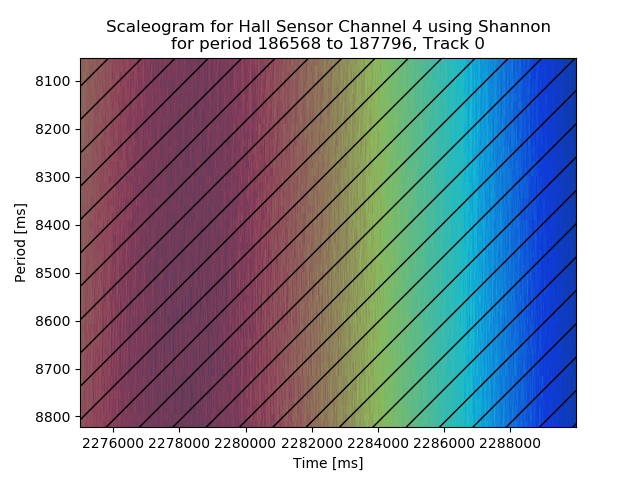 Scaleogram for Hall Sensor Channel 4 using Shannon
for period 186568 to 187796, Track 0
8100
8200
8300
8400
8500
8600
8700
8800
Period [ms]
2276000 2278000 2280000 2282000 2284000 2286000 2288000
Time [ms]